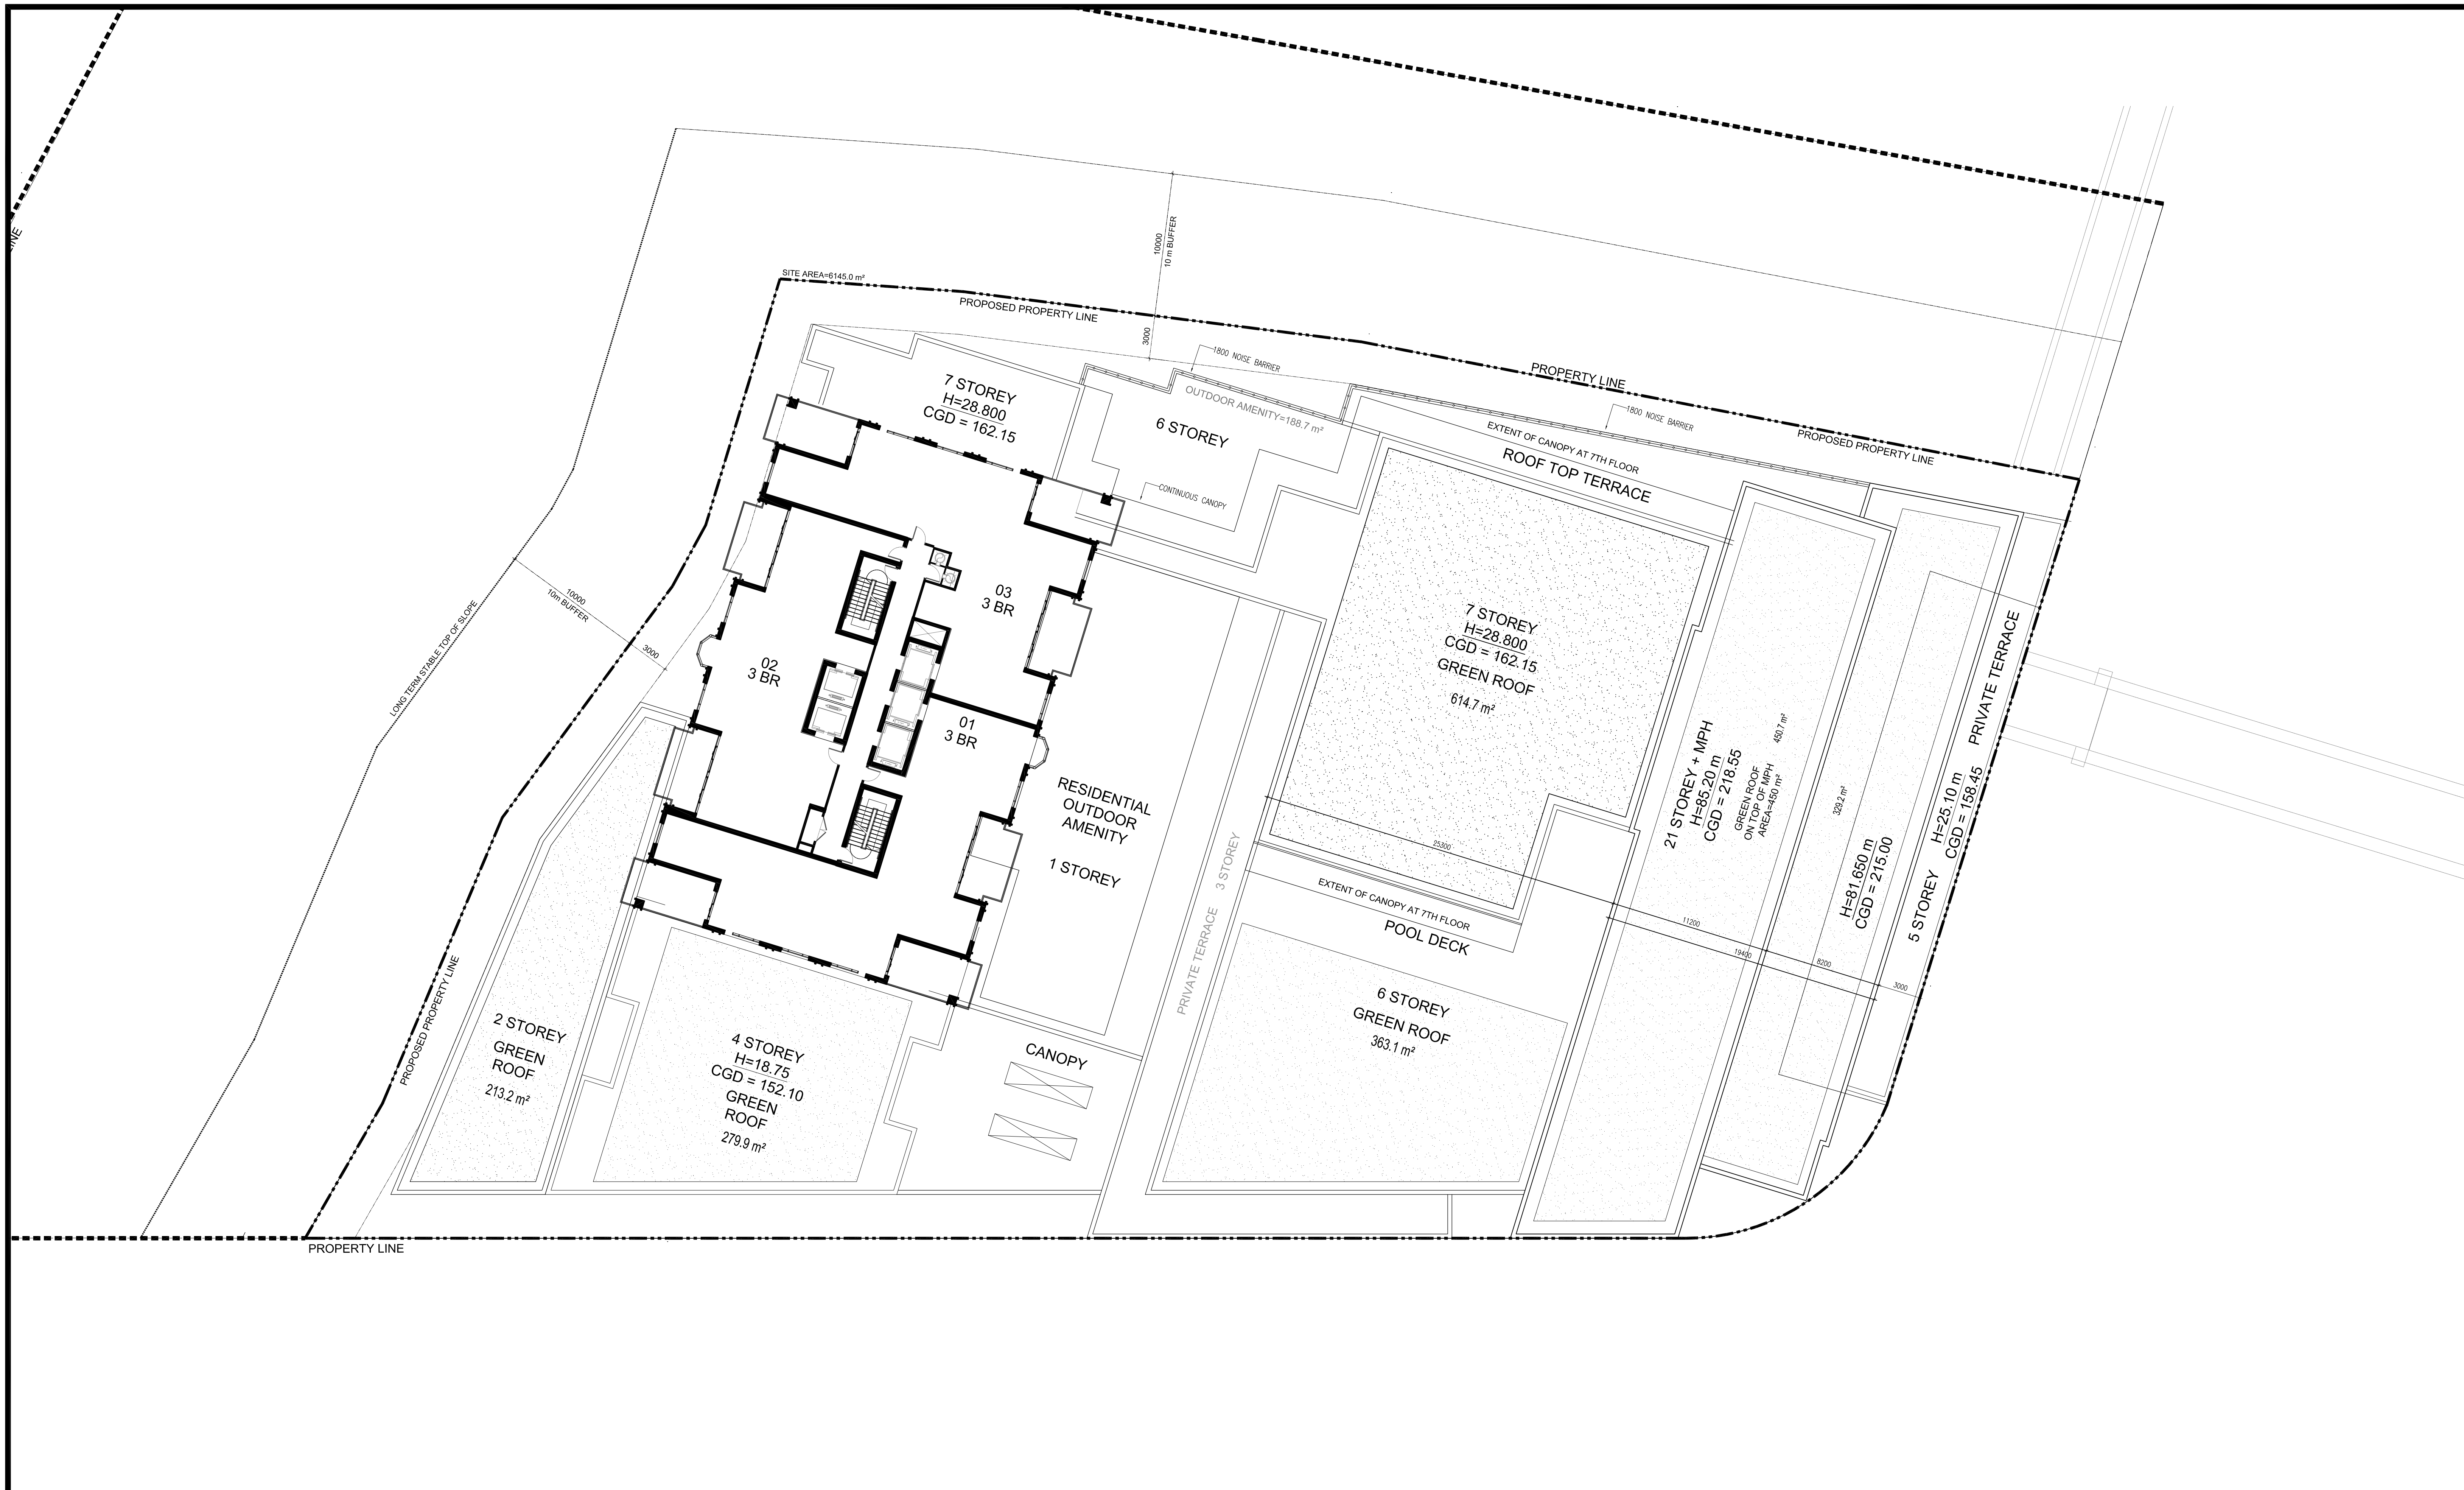 LINE
SITE AREA=6145.0 m²
PROPOSED PROPERTY LINE
10000
10 m BUFFER
3000
1800 NOISE BARRIER
PROPERTY LINE
1800 NOISE BARRIER
PROPOSED PROPERTY LINE
7 STOREY
H=28.800
CGD = 162.15
OUTDOOR AMENITY=188.7 m²
6 STOREY
CONTINUOUS CANOPY
EXTENT OF CANOPY AT 7TH FLOOR
ROOF TOP TERRACE
10000
10m BUFFER
3000
LONG TERM STABLE TOP OF SLOPE
03
3 BR
02
3 BR
01
3 BR
7 STOREY
H=28.800
CGD = 162.15
GREEN ROOF
614.7 m²
21 STOREY + MPH
H=85.20 m
CGD = 218.55
GREEN ROOF
ON TOP OF MPH
AREA=450 m²
450.7 m²
329.2 m²
H=81.650 m
CGD = 215.00
5 STOREY
H=25.10 m
CGD = 158.45
PRIVATE TERRACE
RESIDENTIAL
OUTDOOR
AMENITY
1 STOREY
PRIVATE TERRACE
3 STOREY
25300
11200
19400
8200
3000
EXTENT OF CANOPY AT 7TH FLOOR
POOL DECK
6 STOREY
GREEN ROOF
363.1 m²
PROPOSED PROPERTY LINE
2 STOREY
GREEN
ROOF
213.2 m²
4 STOREY
H=18.75
CGD = 152.10
GREEN
ROOF
279.9 m²
CANOPY
PROPERTY LINE